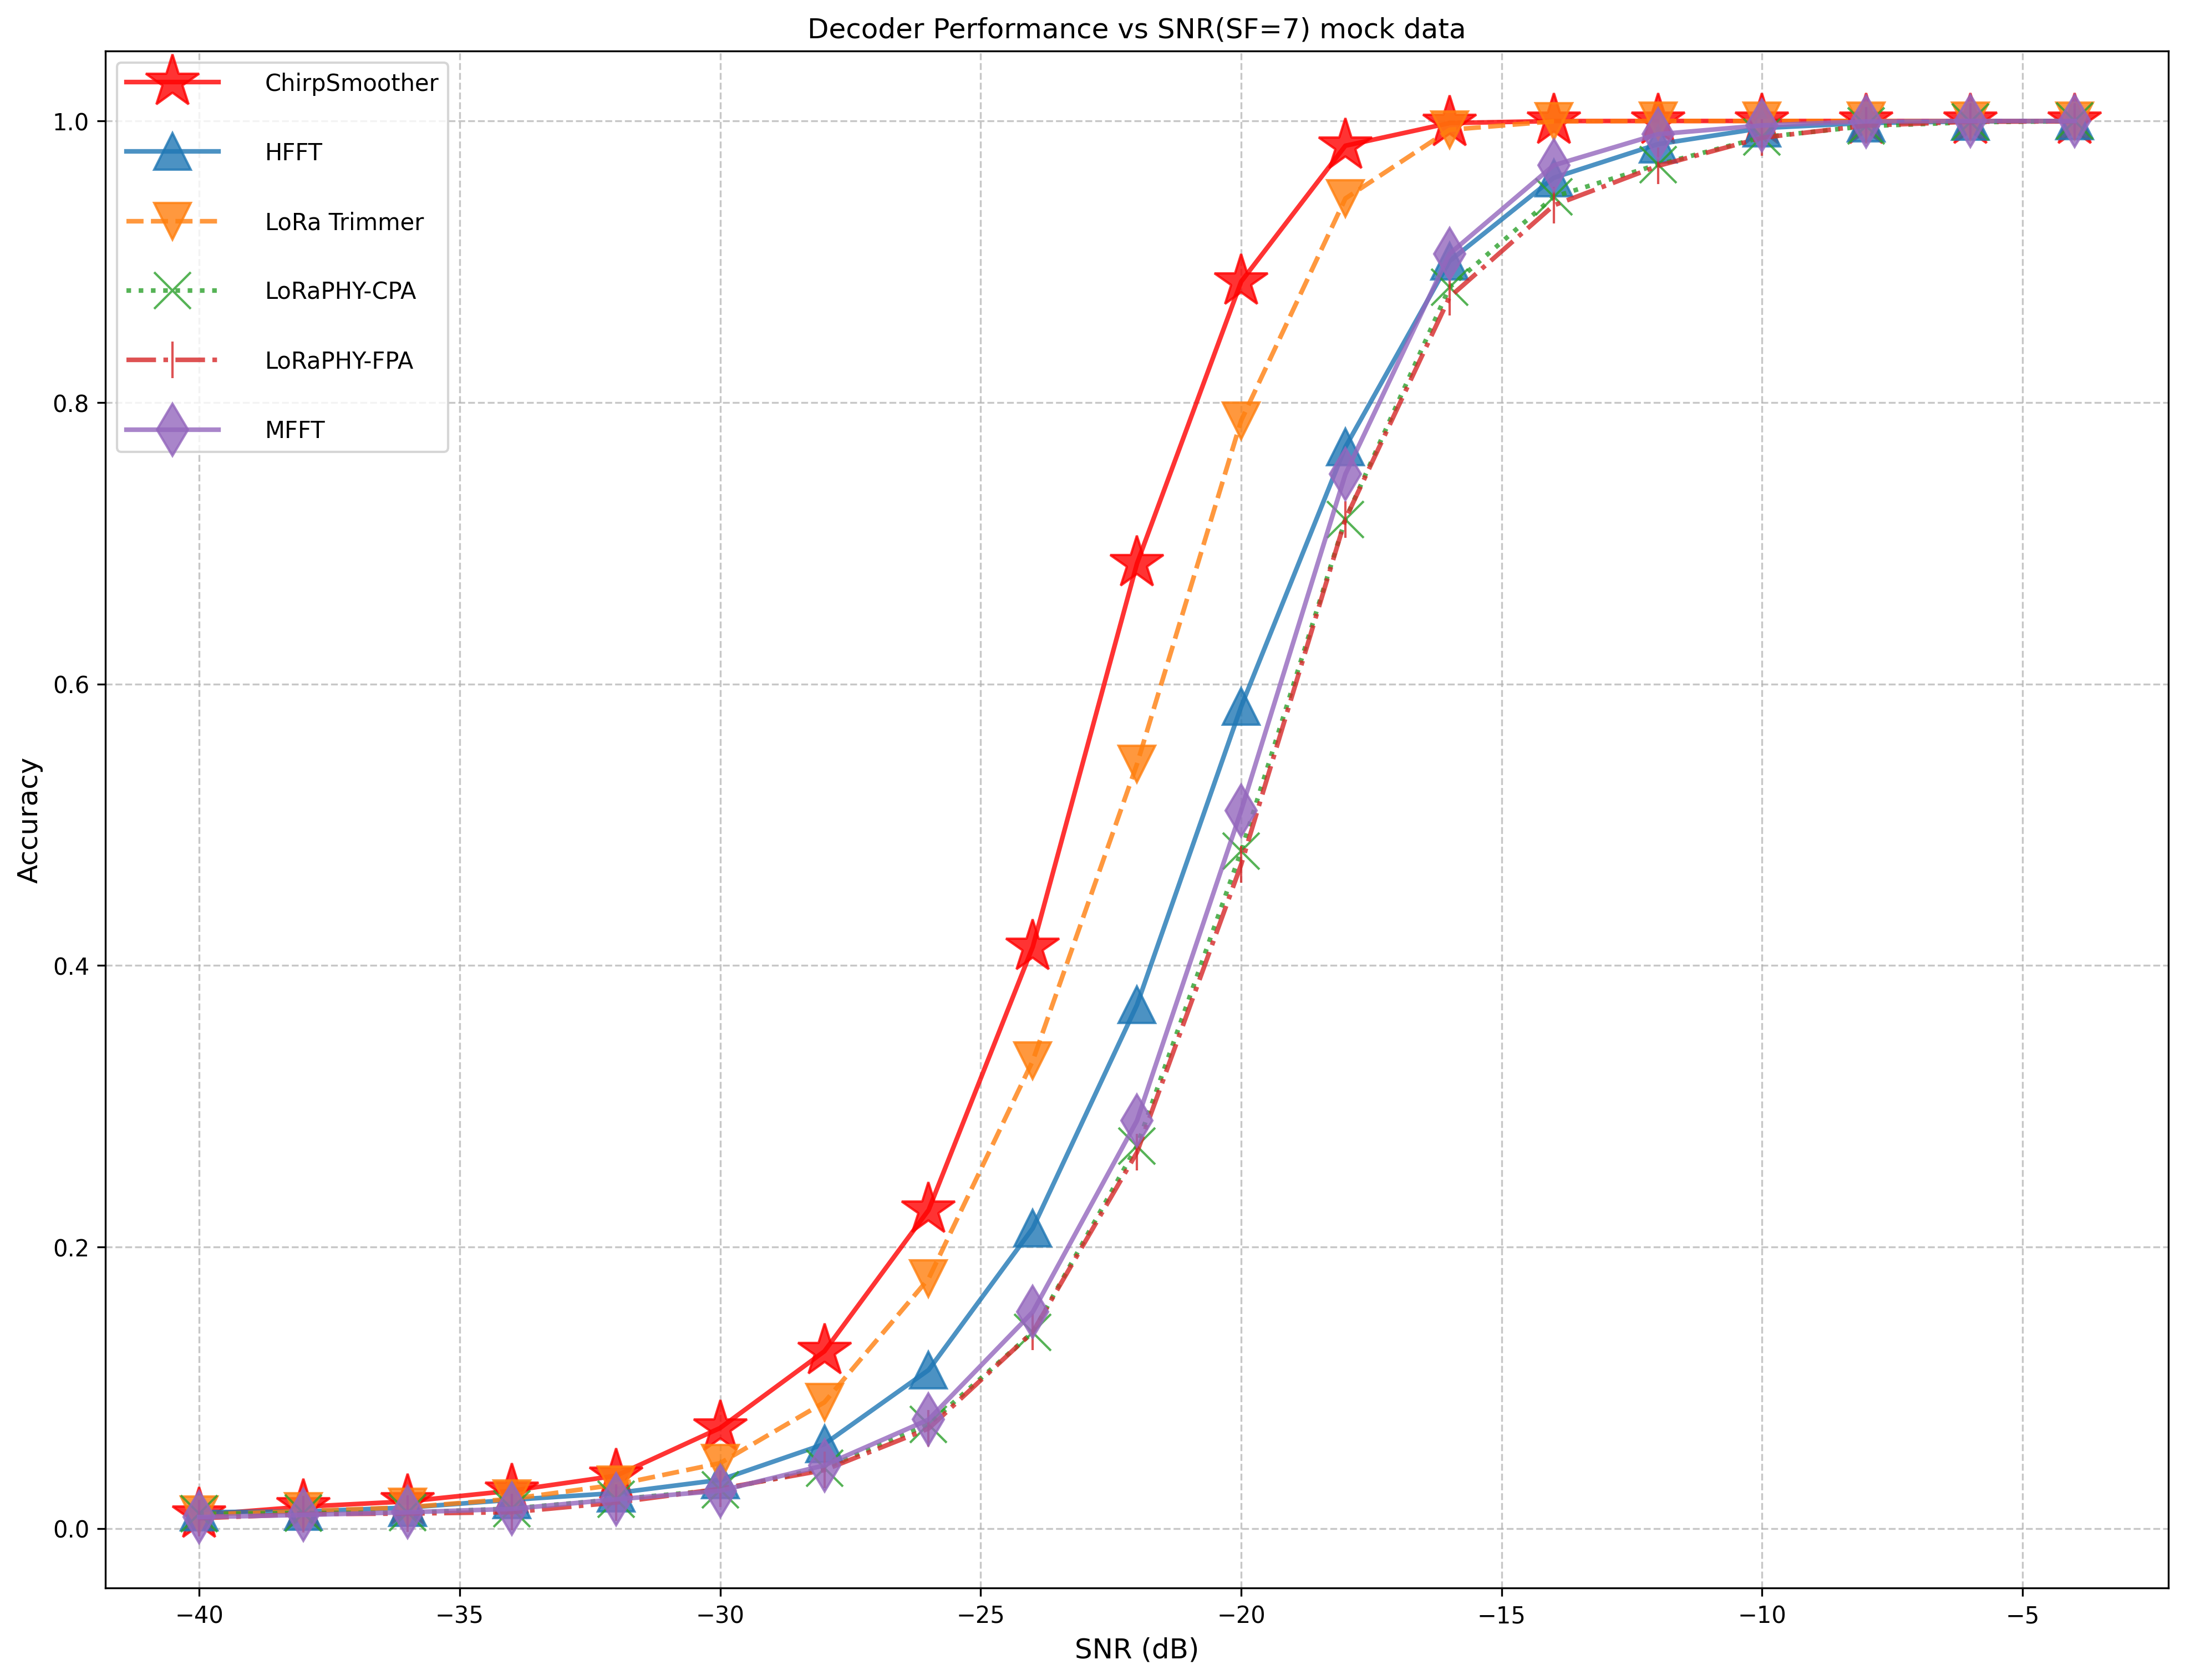 Decoder Performance vs SNR(SF=7) mock data
ChirpSmoother
HFFT
LoRa Trimmer
LoRaPHY-CPA
LoRaPHY-FPA
MFFT
Accuracy
1.0
0.8
0.6
0.4
0.2
0.0
−40 −35 −30 −25 −20 −15 −10 −5
SNR (dB)